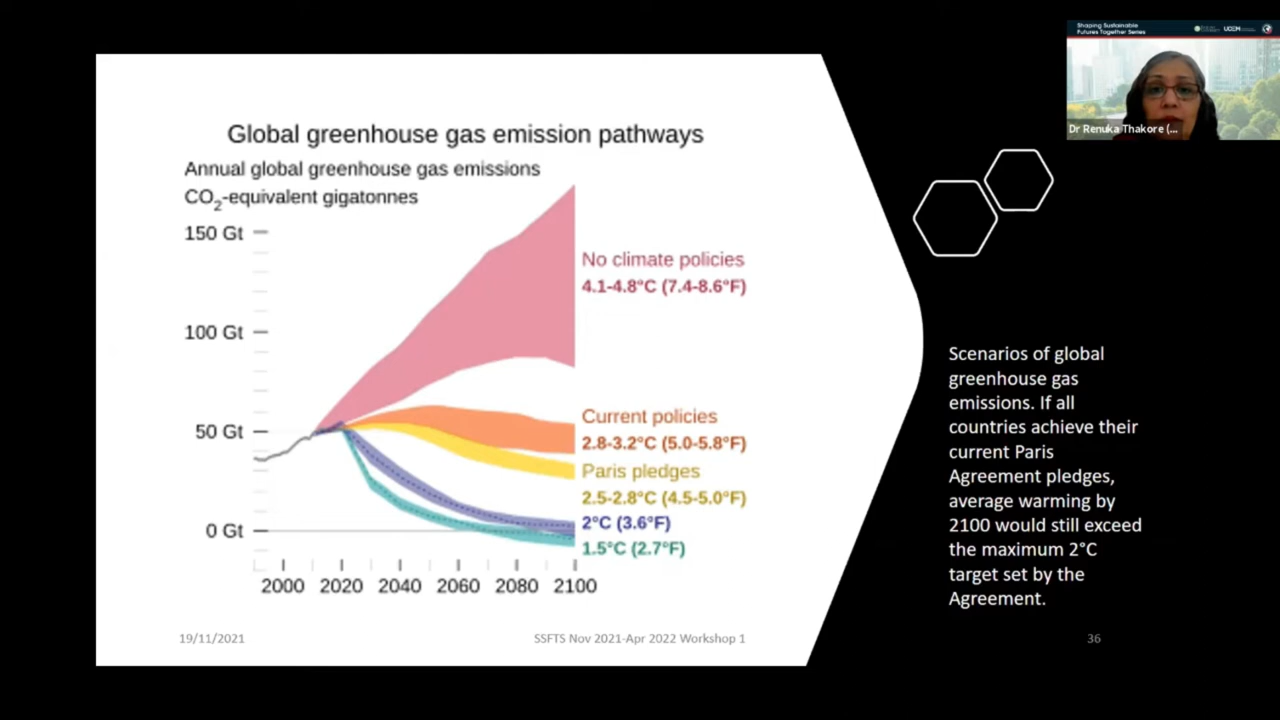 Shaping Sustainable
Futures Together Series
UCEM
Dr Renuka Thakore (...
Global greenhouse gas emission pathways
Annual global greenhouse gas emissions
CO₂-equivalent gigatonnes
150 Gt
100 Gt
50 Gt
0 Gt
No climate policies
4.1-4.8°C (7.4-8.6°F)
Current policies
2.8-3.2°C (5.0-5.8°F)
Paris pledges
2.5-2.8°C (4.5-5.0°F)
2°C (3.6°F)
1.5°C (2.7°F)
2000 2020 2040 2060 2080 2100
Scenarios of global
greenhouse gas
emissions. If all
countries achieve their
current Paris
Agreement pledges,
average warming by
2100 would still exceed
the maximum 2°C
target set by the
Agreement.
19/11/2021
SSFTS Nov 2021-Apr 2022 Workshop 1
36